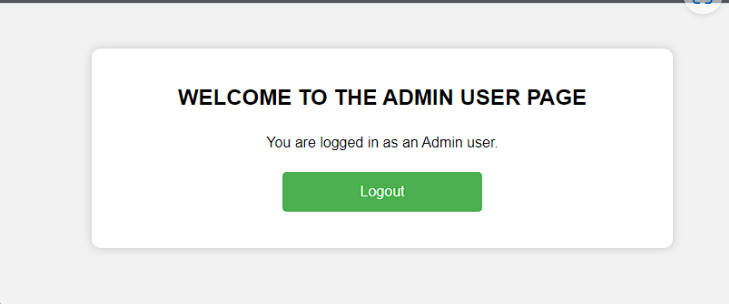 WELCOME TO THE ADMIN USER PAGE
You are logged in as an Admin user.
Logout